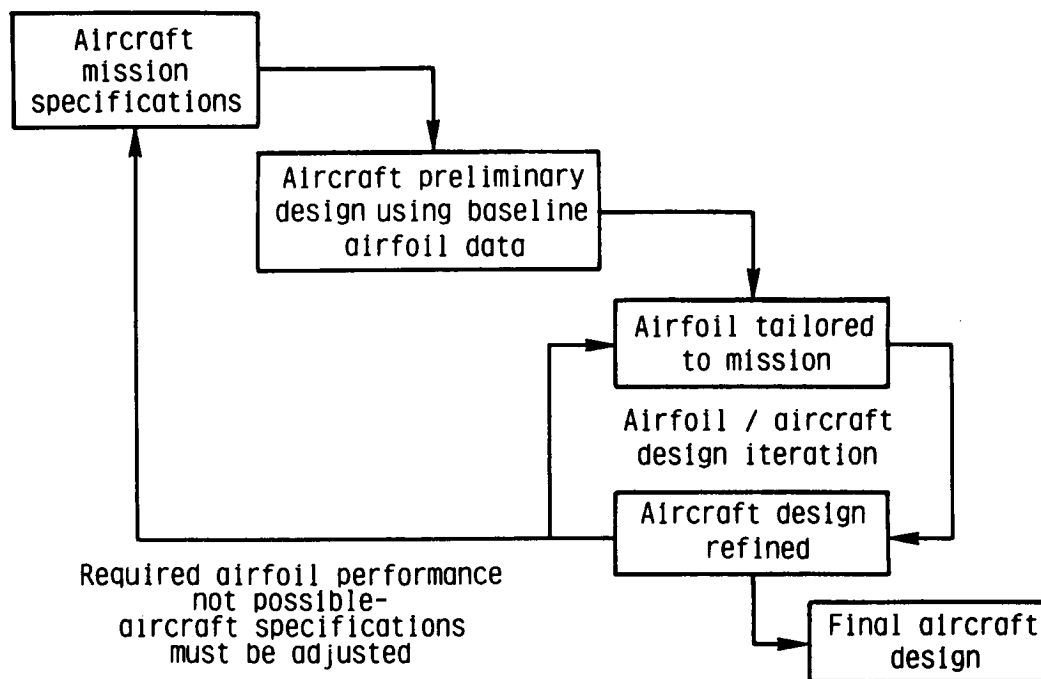 Aircraft
mission
specifications
Aircraft preliminary
design using baseline
airfoil data
Airfoil tailored
to mission
Airfoil / aircraft
design iteration
Aircraft design
refined
Required airfoil performance
not possible-
aircraft specifications
must be adjusted
Final aircraft
design